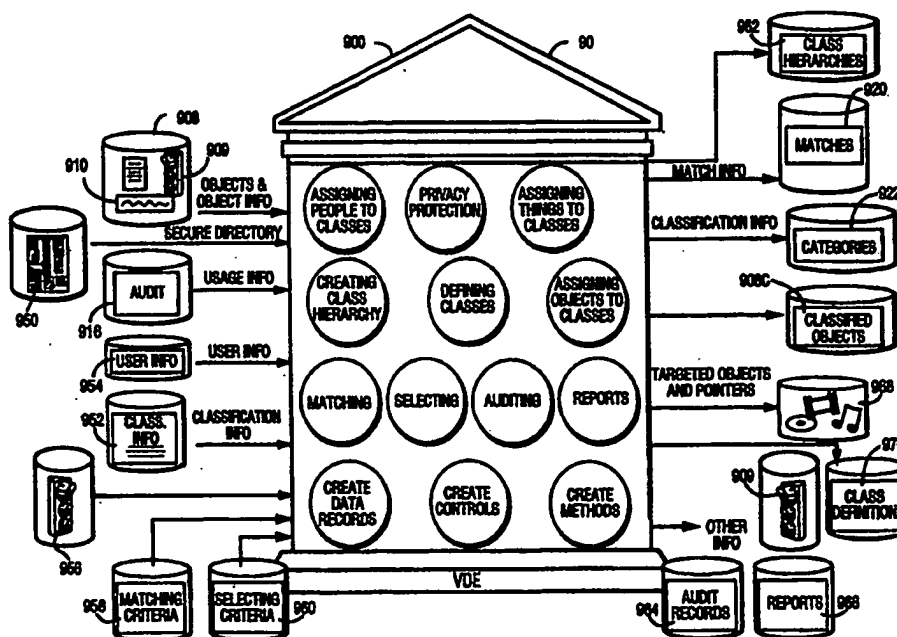 900
90
962
CLASS
HIERARCHIES
920
MATCHES
MATCH INFO
908
909
910
OBJECTS &
OBJECT INFO
SECURE DIRECTORY
950
ASSIGNING
PEOPLE TO
CLASSES
PRIVACY
PROTECTION
ASSIGNING
THINGS TO
CLASSES
CLASSIFICATION INFO
922
CATEGORIES
AUDIT
916
USAGE INFO
CREATING
CLASS
HIERARCHY
DEFINING
CLASSES
ASSIGNING
OBJECTS TO
CLASSES
908C
CLASSIFIED
OBJECTS
USER INFO
954
USER INFO
952
CLASS.
INFO
CLASSIFICATION
INFO
MATCHING
SELECTING
AUDITING
REPORTS
TARGETED OBJECTS
AND POINTERS
968
956
CREATE
DATA
RECORDS
CREATE
CONTROLS
CREATE
METHODS
OTHER
INFO
909
97
CLASS
DEFINITION
VDE
MATCHING
CRITERIA
SELECTING
CRITERIA
960
964
AUDIT
RECORDS
REPORTS